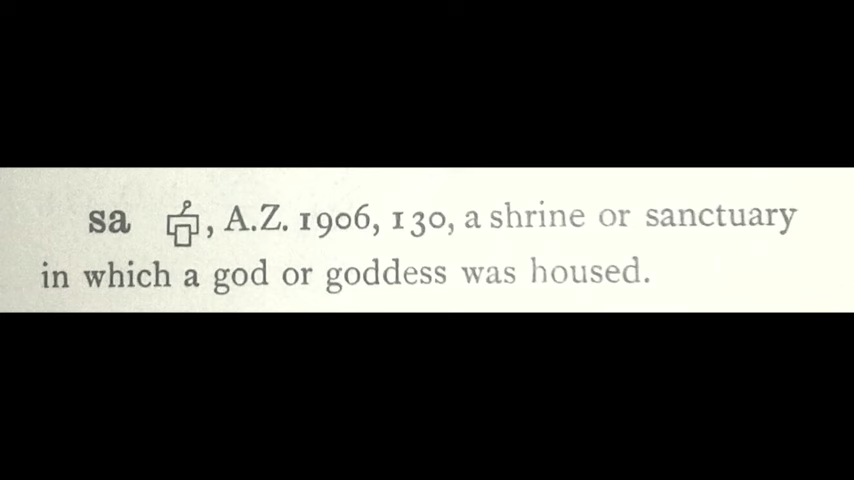 sa , A.Z. 1906, 130, a shrine or sanctuary
in which a god or goddess was housed.